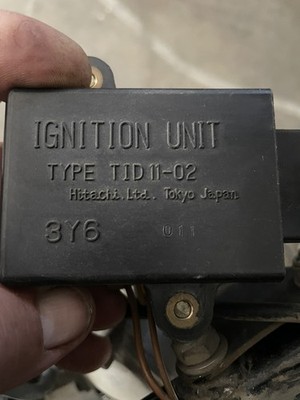 IGNITION UNIT
TYPE TID11-02
Hitachi, Ltd. Tokyo Japan
3Y6